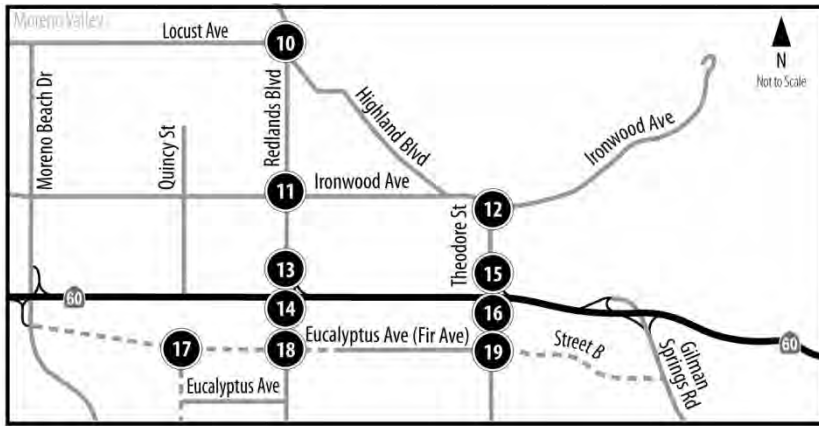 Moreno Valley
Locust Ave
10
N
Not to Scale
Moreno Beach Dr
Quincy St
Redlands Blvd
Highland Blvd
Ironwood Ave
11
Ironwood Ave
12
Theodore St
13
15
60
14
16
17
18
Eucalyptus Ave (Fir Ave)
19
Street B
Gilman
Springs Rd
60
Eucalyptus Ave